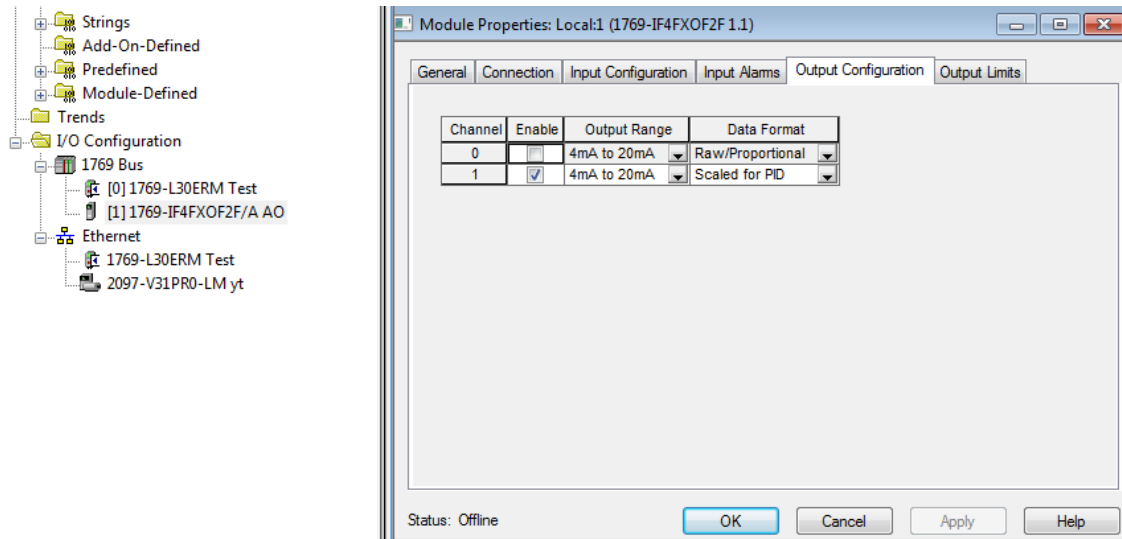 Strings
Add-On-Defined
Predefined
Module-Defined
Trends
I/O Configuration
1769 Bus
[0] 1769-L30ERM Test
[1] 1769-IF4FXOF2F/A AO
Ethernet
1769-L30ERM Test
2097-V31PR0-LM yt
Module Properties: Local:1 (1769-IF4FXOF2F 1.1)
General Connection Input Configuration Input Alarms Output Configuration Output Limits
Channel Enable Output Range Data Format
0 4mA to 20mA Raw/Proportional
1 4mA to 20mA Scaled for PID
Status: Offline
OK Cancel Apply Help